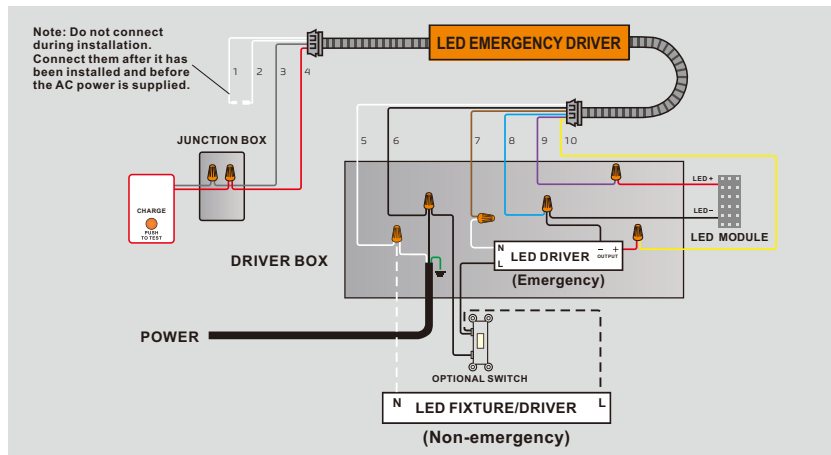 Note: Do not connect
during installation.
Connect them after it has
been installed and before
the AC power is supplied.
1
2
3
4
LED EMERGENCY DRIVER
5
6
7
8
9
10
JUNCTION BOX
CHARGE
PUSH
TO TEST
LED+
LED–
LED MODULE
DRIVER BOX
N
L
LED DRIVER
– +
OUTPUT
(Emergency)
POWER
OPTIONAL SWITCH
N
LED FIXTURE/DRIVER
L
(Non-emergency)